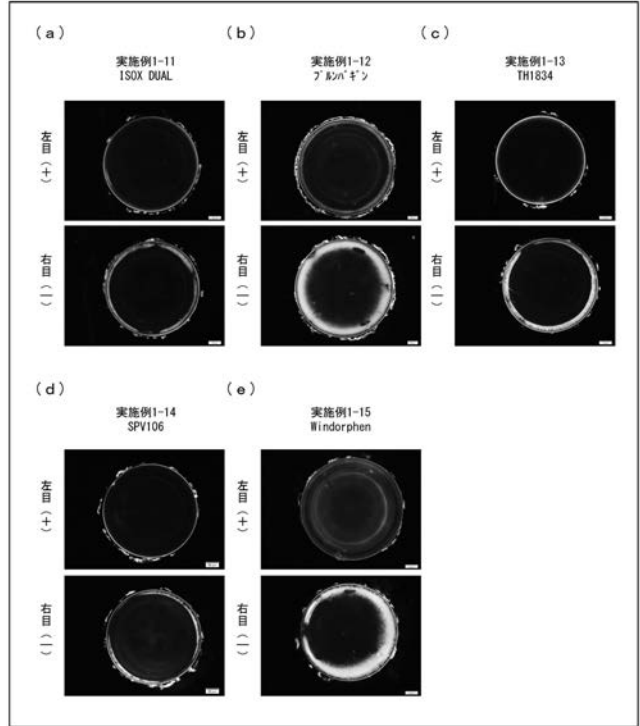 (a)
実施例1-11
ISOX DUAL
左目(+)
右目(-)
(b)
実施例1-12
ﾌﾟﾙﾝﾊﾞｷﾞﾝ
左目(+)
右目(-)
(c)
実施例1-13
TH1834
左目(+)
右目(-)
(d)
実施例1-14
SPV106
左目(+)
右目(-)
(e)
実施例1-15
Windorphen
左目(+)
右目(-)